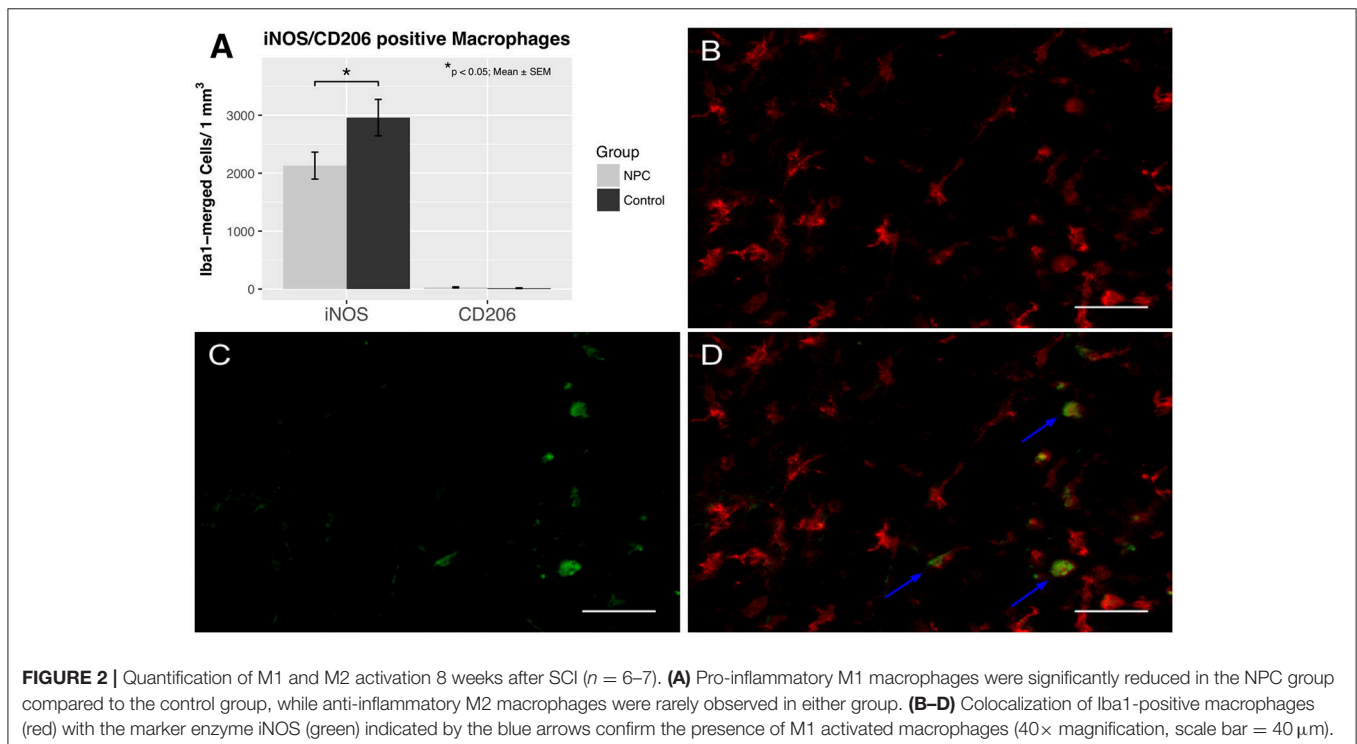 A
iNOS/CD206 positive Macrophages
* p < 0.05; Mean ± SEM
*
Iba1−merged Cells/ 1 mm³
3000
2000
1000
0
iNOS CD206
Group
NPC
Control
B
C
D
FIGURE 2 | Quantification of M1 and M2 activation 8 weeks after SCI (n = 6–7). (A) Pro-inflammatory M1 macrophages were significantly reduced in the NPC group
compared to the control group, while anti-inflammatory M2 macrophages were rarely observed in either group. (B–D) Colocalization of Iba1-positive macrophages
(red) with the marker enzyme iNOS (green) indicated by the blue arrows confirm the presence of M1 activated macrophages (40× magnification, scale bar = 40 μm).